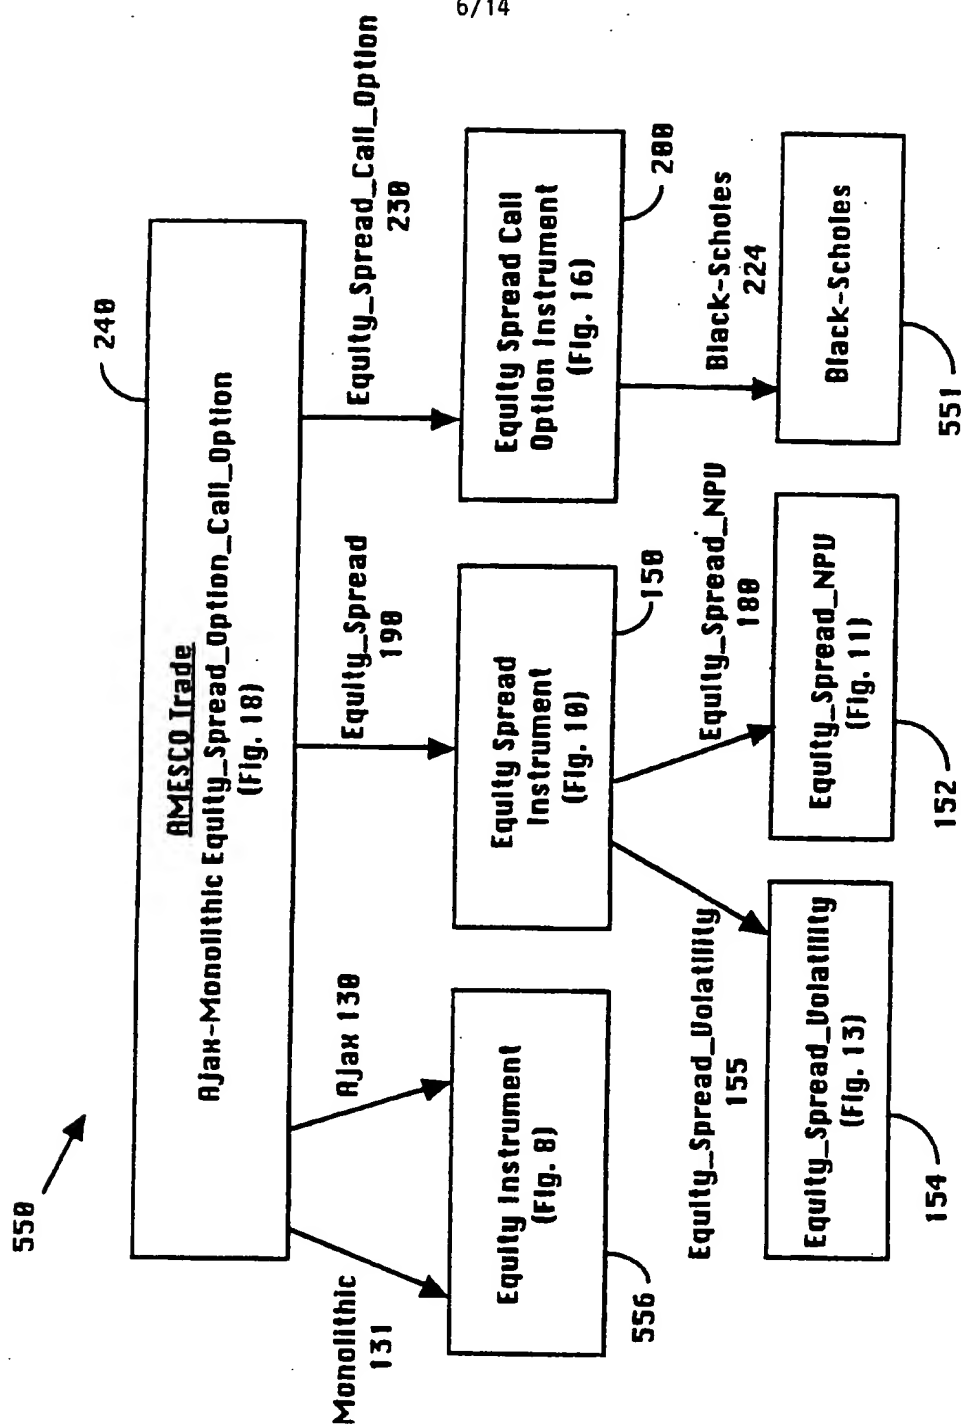 6/14
550
240
AMESCO Trade
Ajax-Monolithic Equity_Spread_Option_Call_Option
(Fig. 18)
Monolithic
131
Ajax 130
Equity_Spread
190
Equity_Spread_Call_Option
230
Equity Instrument
(Fig. 8)
556
Equity Spread
Instrument
(Fig. 10)
150
Equity Spread Call
Option Instrument
(Fig. 16)
200
Equity_Spread_Volatility
155
Equity_Spread_NPV
180
Black-Scholes
224
Equity_Spread_Volatility
(Fig. 13)
154
Equity_Spread_NPV
(Fig. 11)
152
Black-Scholes
551